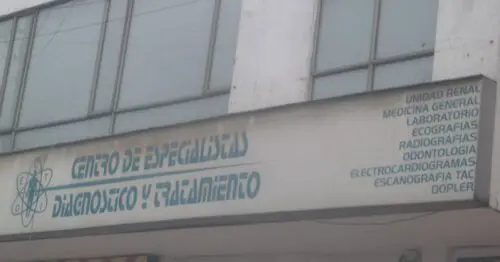 CENTRO DE ESPECIALISTAS
DIAGNOSTICO Y TRATAMIENTO
UNIDAD RENAL
MEDICINA GENERAL
LABORATORIO
ECOGRAFIAS
RADIOGRAFIAS
ODONTOLOGIA
ELECTROCARDIOGRAMAS
ESCANOGRAFIA TAC
DOPLER